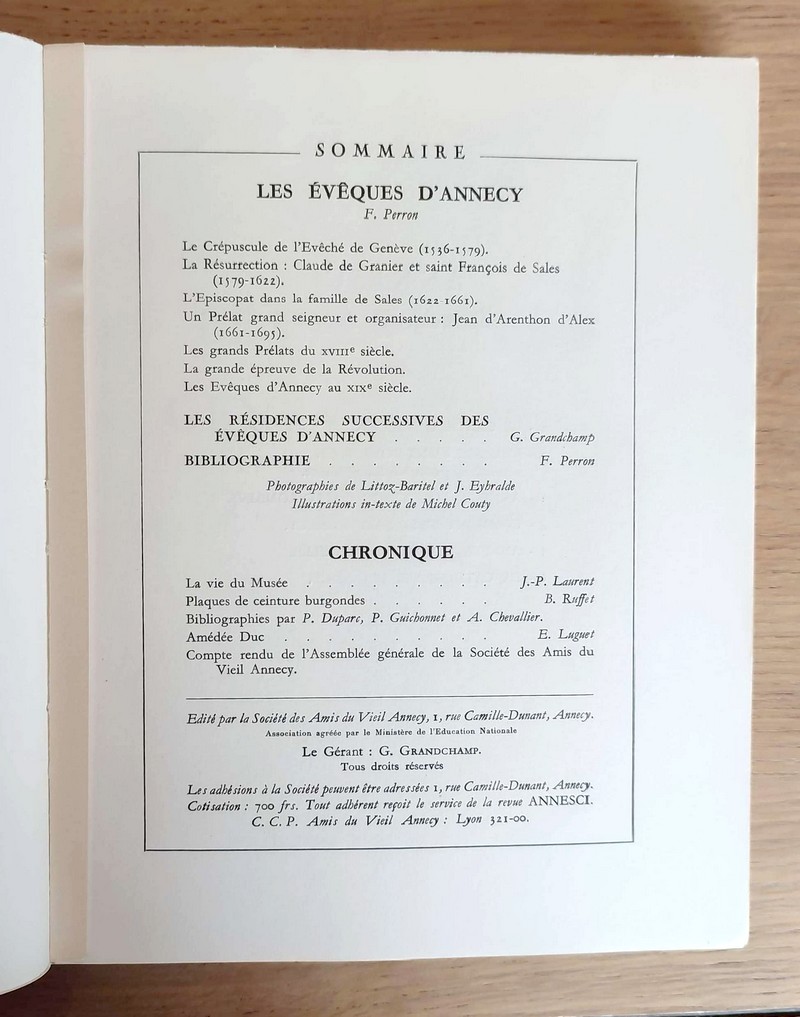 SOMMAIRE
LES ÉVÊQUES D'ANNECY
F. Perron
Le Crépuscule de l'Evêché de Genève (1536-1579).
La Résurrection : Claude de Granier et saint François de Sales
(1579-1622).
L'Episcopat dans la famille de Sales (1622-1661).
Un Prélat grand seigneur et organisateur : Jean d'Arenthon d'Alex
(1661-1695).
Les grands Prélats du XVIIIe siècle.
La grande épreuve de la Révolution.
Les Evêques d'Annecy au XIXe siècle.
LES RÉSIDENCES SUCCESSIVES DES
ÉVÊQUES D'ANNECY . . . . . G. Grandchamp
BIBLIOGRAPHIE . . . . . . . . F. Perron
Photographies de Littoz-Baritel et J. Eyhralde
Illustrations in-texte de Michel Couty
CHRONIQUE
La vie du Musée . . . . . . . . . J.-P. Laurent
Plaques de ceinture burgondes . . . . . . B. Ruffet
Bibliographies par P. Duparc, P. Guichonnet et A. Chevallier.
Amédée Duc . . . . . . . . . . E. Luguet
Compte rendu de l'Assemblée générale de la Société des Amis du
Vieil Annecy.
Edité par la Société des Amis du Vieil Annecy, 1, rue Camille-Dunant, Annecy.
Association agréée par le Ministère de l'Education Nationale
Le Gérant : G. GRANDCHAMP.
Tous droits réservés
Les adhésions à la Société peuvent être adressées 1, rue Camille-Dunant, Annecy.
Cotisation : 700 frs. Tout adhérent reçoit le service de la revue ANNESCI.
C. C. P. Amis du Vieil Annecy : Lyon 321-00.